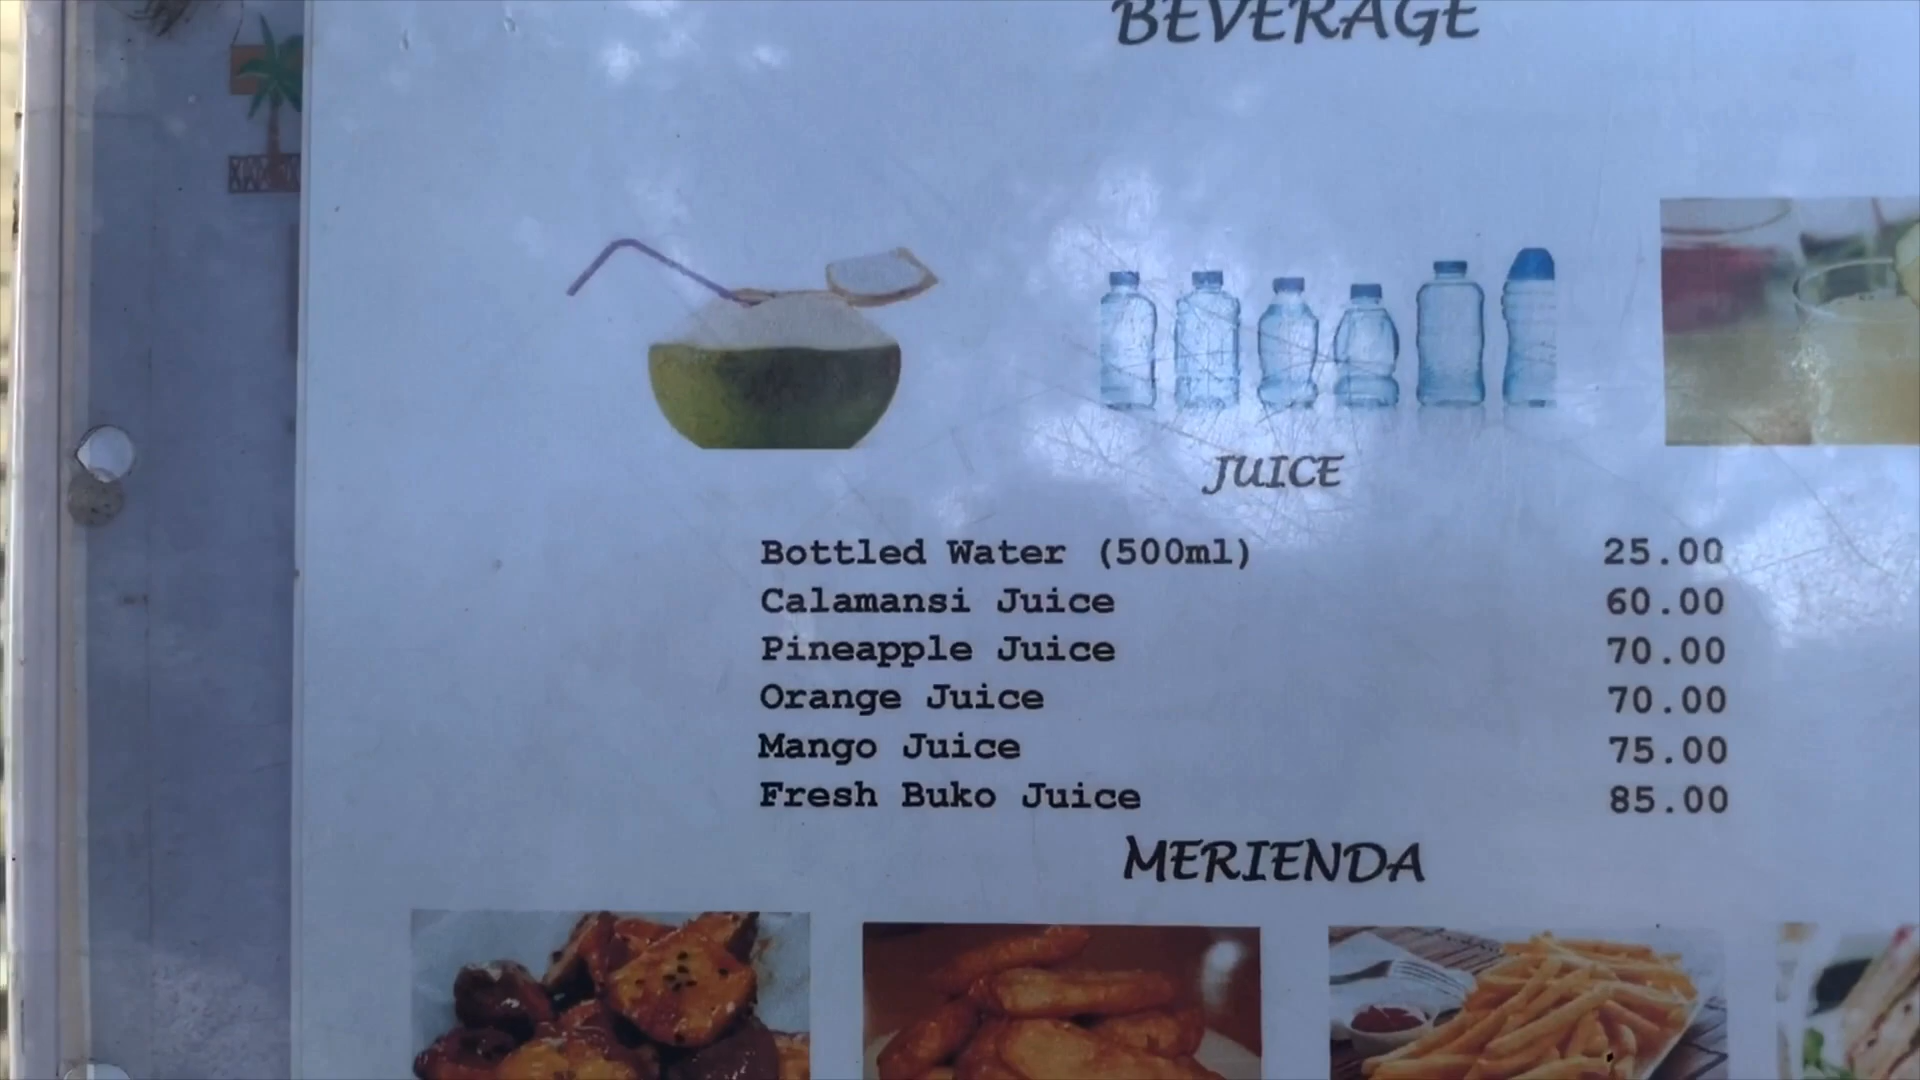 BEVERAGE
JUICE
Bottled Water (500ml) 25.00
Calamansi Juice 60.00
Pineapple Juice 70.00
Orange Juice 70.00
Mango Juice 75.00
Fresh Buko Juice 85.00
MERIENDA